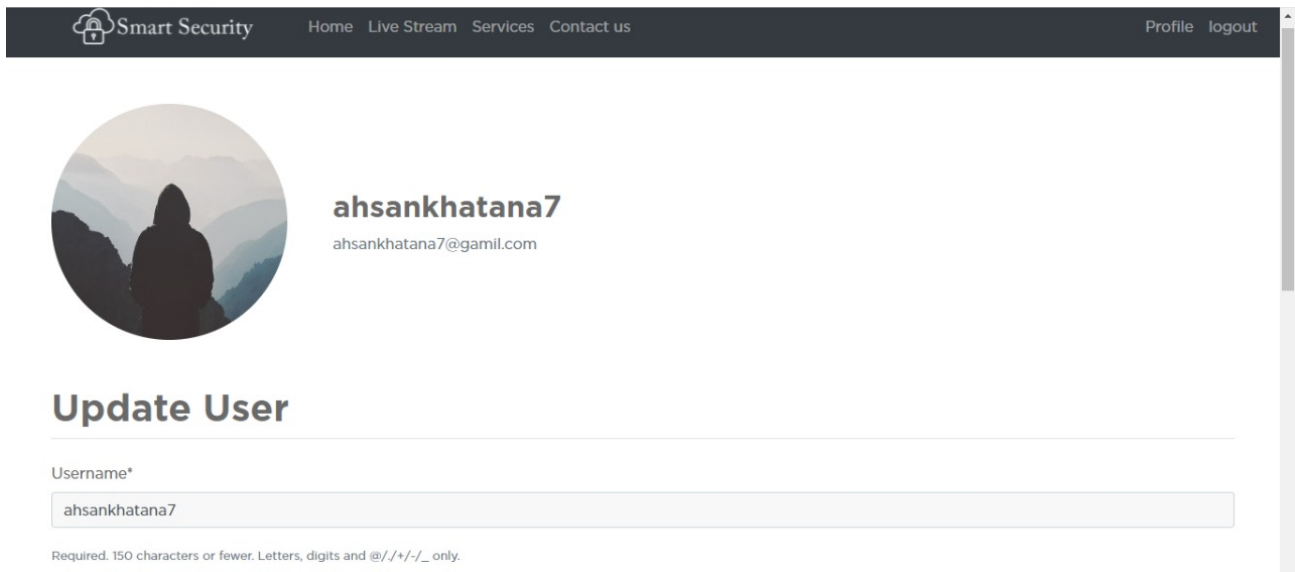 Smart Security Home Live Stream Services Contact us Profile logout
ahsankhatana7
ahsankhatana7@gamil.com
Update User
Username*
ahsankhatana7
Required. 150 characters or fewer. Letters, digits and @/./+/-/_ only.